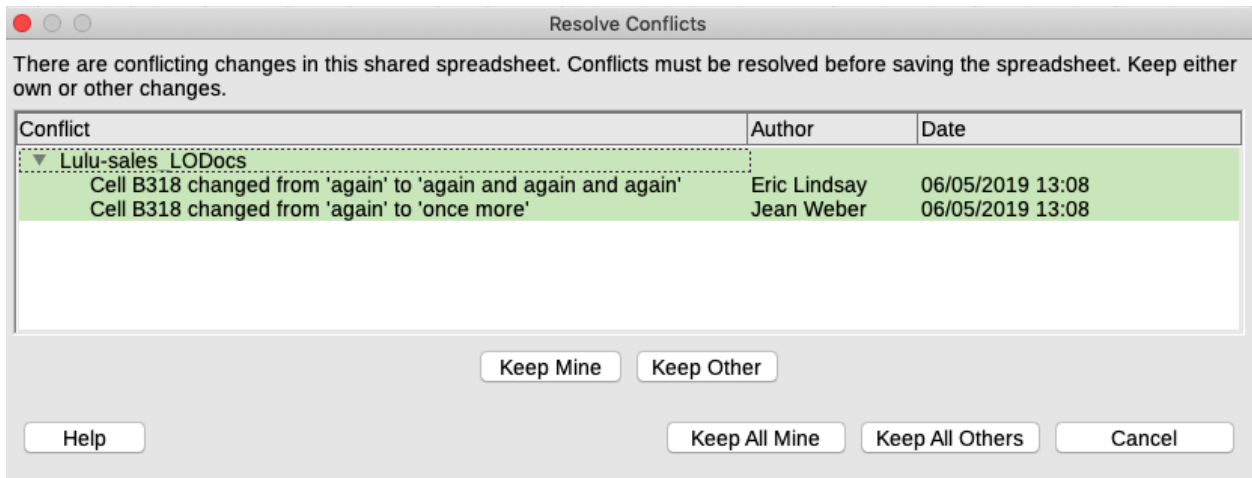 Resolve Conflicts
There are conflicting changes in this shared spreadsheet. Conflicts must be resolved before saving the spreadsheet. Keep either
own or other changes.
Conflict Author Date
Lulu-sales_LODocs
Cell B318 changed from 'again' to 'again and again and again' Eric Lindsay 06/05/2019 13:08
Cell B318 changed from 'again' to 'once more' Jean Weber 06/05/2019 13:08
Keep Mine Keep Other
Help Keep All Mine Keep All Others Cancel